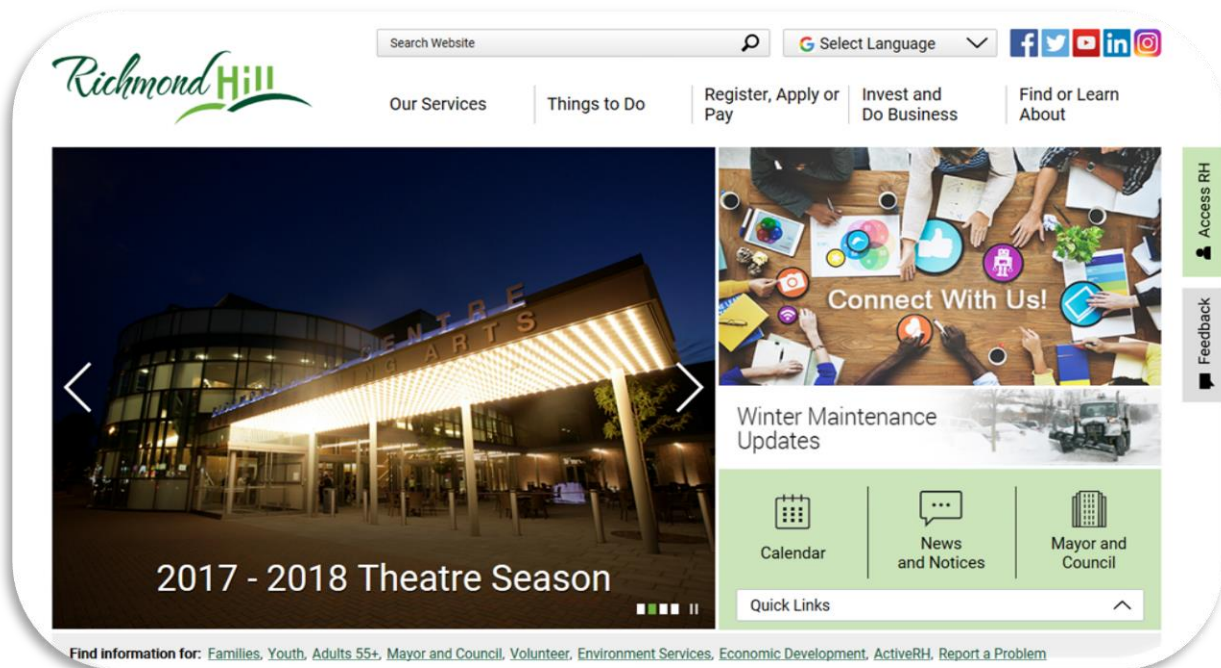 Richmond Hill
Search Website
Select Language
Our Services
Things to Do
Register, Apply or
Pay
Invest and
Do Business
Find or Learn
About
CENTRE
ARTS
2017 - 2018 Theatre Season
Connect With Us!
Winter Maintenance
Updates
Calendar
News
and Notices
Mayor and
Council
Quick Links
Access RH
Feedback
Find information for: Families, Youth, Adults 55+, Mayor and Council, Volunteer, Environment Services, Economic Development, ActiveRH, Report a Problem